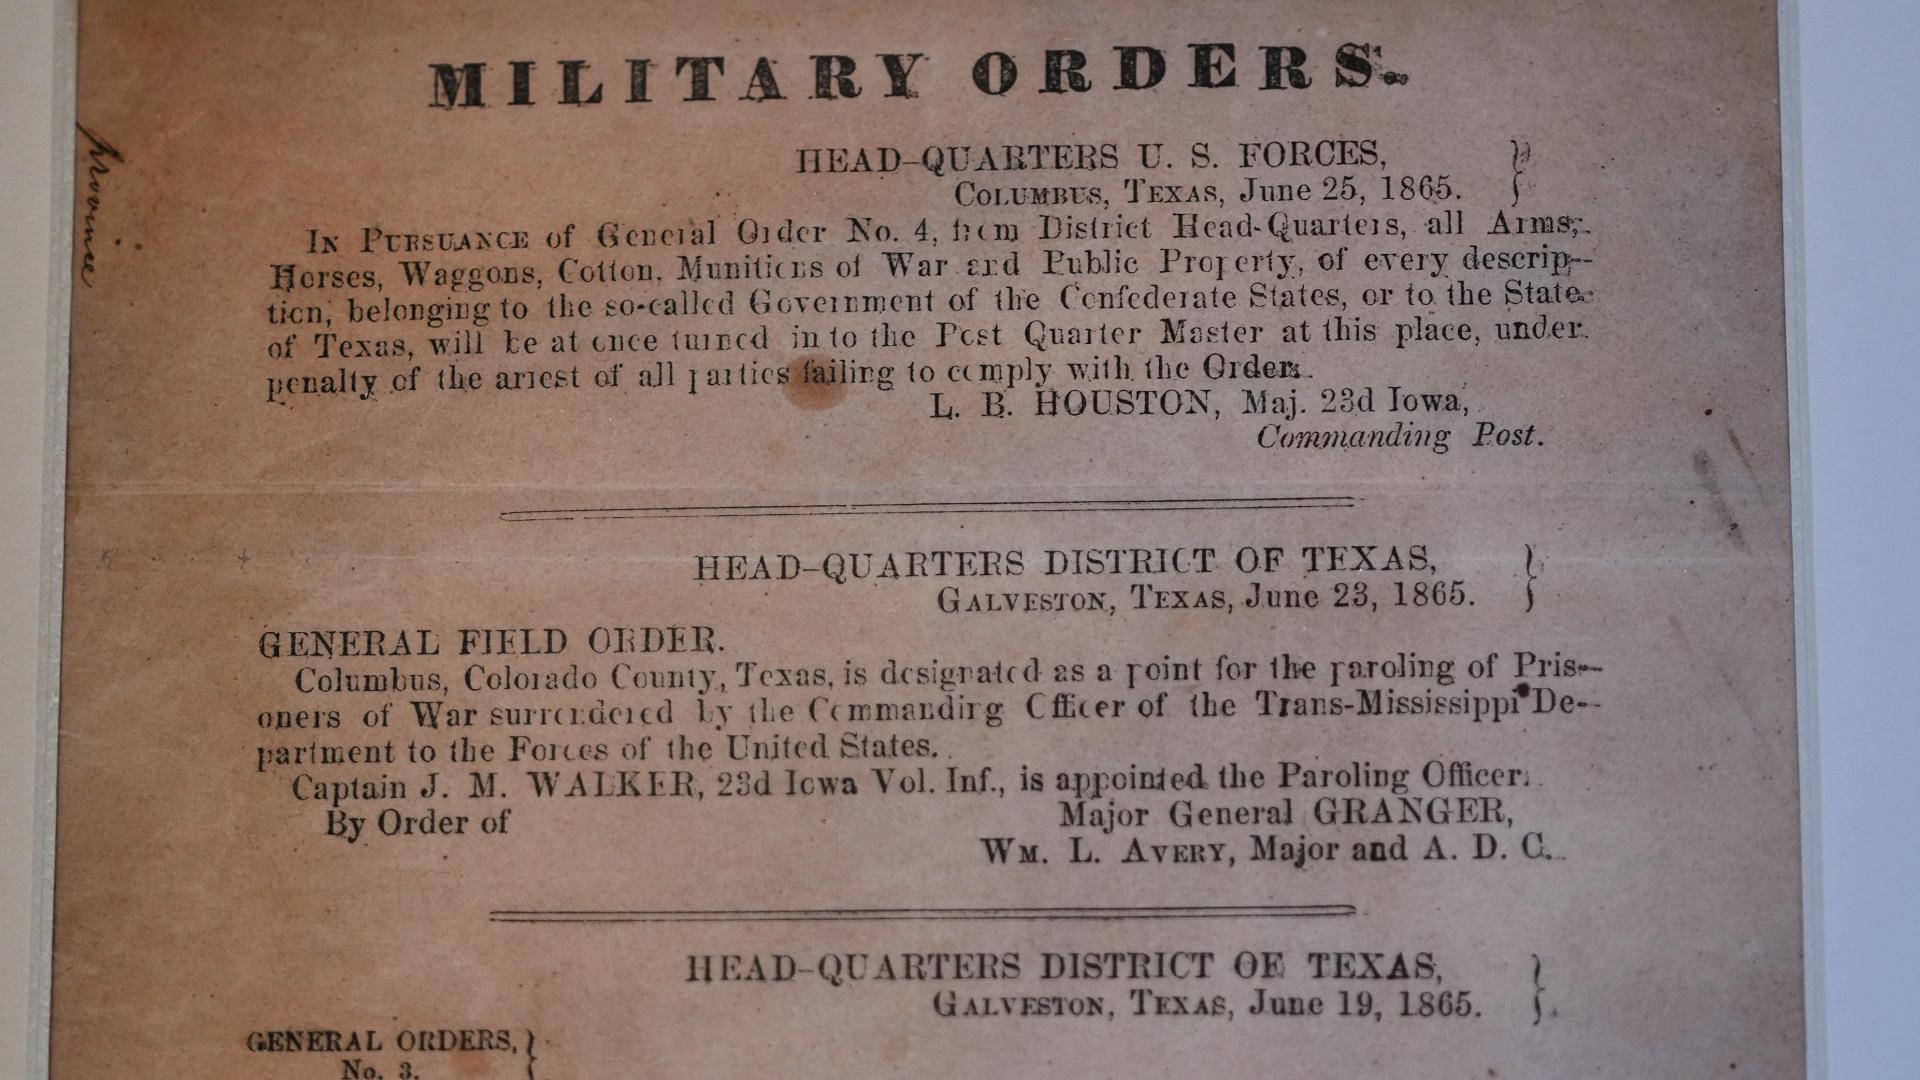 MILITARY ORDERS.
HEAD-QUARTERS U. S. FORCES,
COLUMBUS, TEXAS, June 25, 1865.
IN PURSUANCE of General Order No. 4, from District Head-Quarters, all Arms,
Horses, Waggons, Cotton, Munitions of War and Public Property, of every descrip-
tion, belonging to the so-called Government of the Confederate States, or to the State
of Texas, will be at once turned in to the Post Quarter Master at this place, under
penalty of the arrest of all parties failing to comply with the Order.
L. B. HOUSTON, Maj. 23d Iowa,
Commanding Post.
HEAD-QUARTERS DISTRICT OF TEXAS,
GALVESTON, TEXAS, June 23, 1865.
GENERAL FIELD ORDER.
Columbus, Colorado County, Texas, is designated as a point for the paroling of Pris-
oners of War surrendered by the Commanding Officer of the Trans-Mississippi De-
partment to the Forces of the United States.
Captain J. M. WALKER, 23d Iowa Vol. Inf., is appointed the Paroling Officer.
By Order of Major General GRANGER,
WM. L. AVERY, Major and A. D. C.
HEAD-QUARTERS DISTRICT OF TEXAS,
GALVESTON, TEXAS, June 19, 1865.
GENERAL ORDERS,
No. 3.